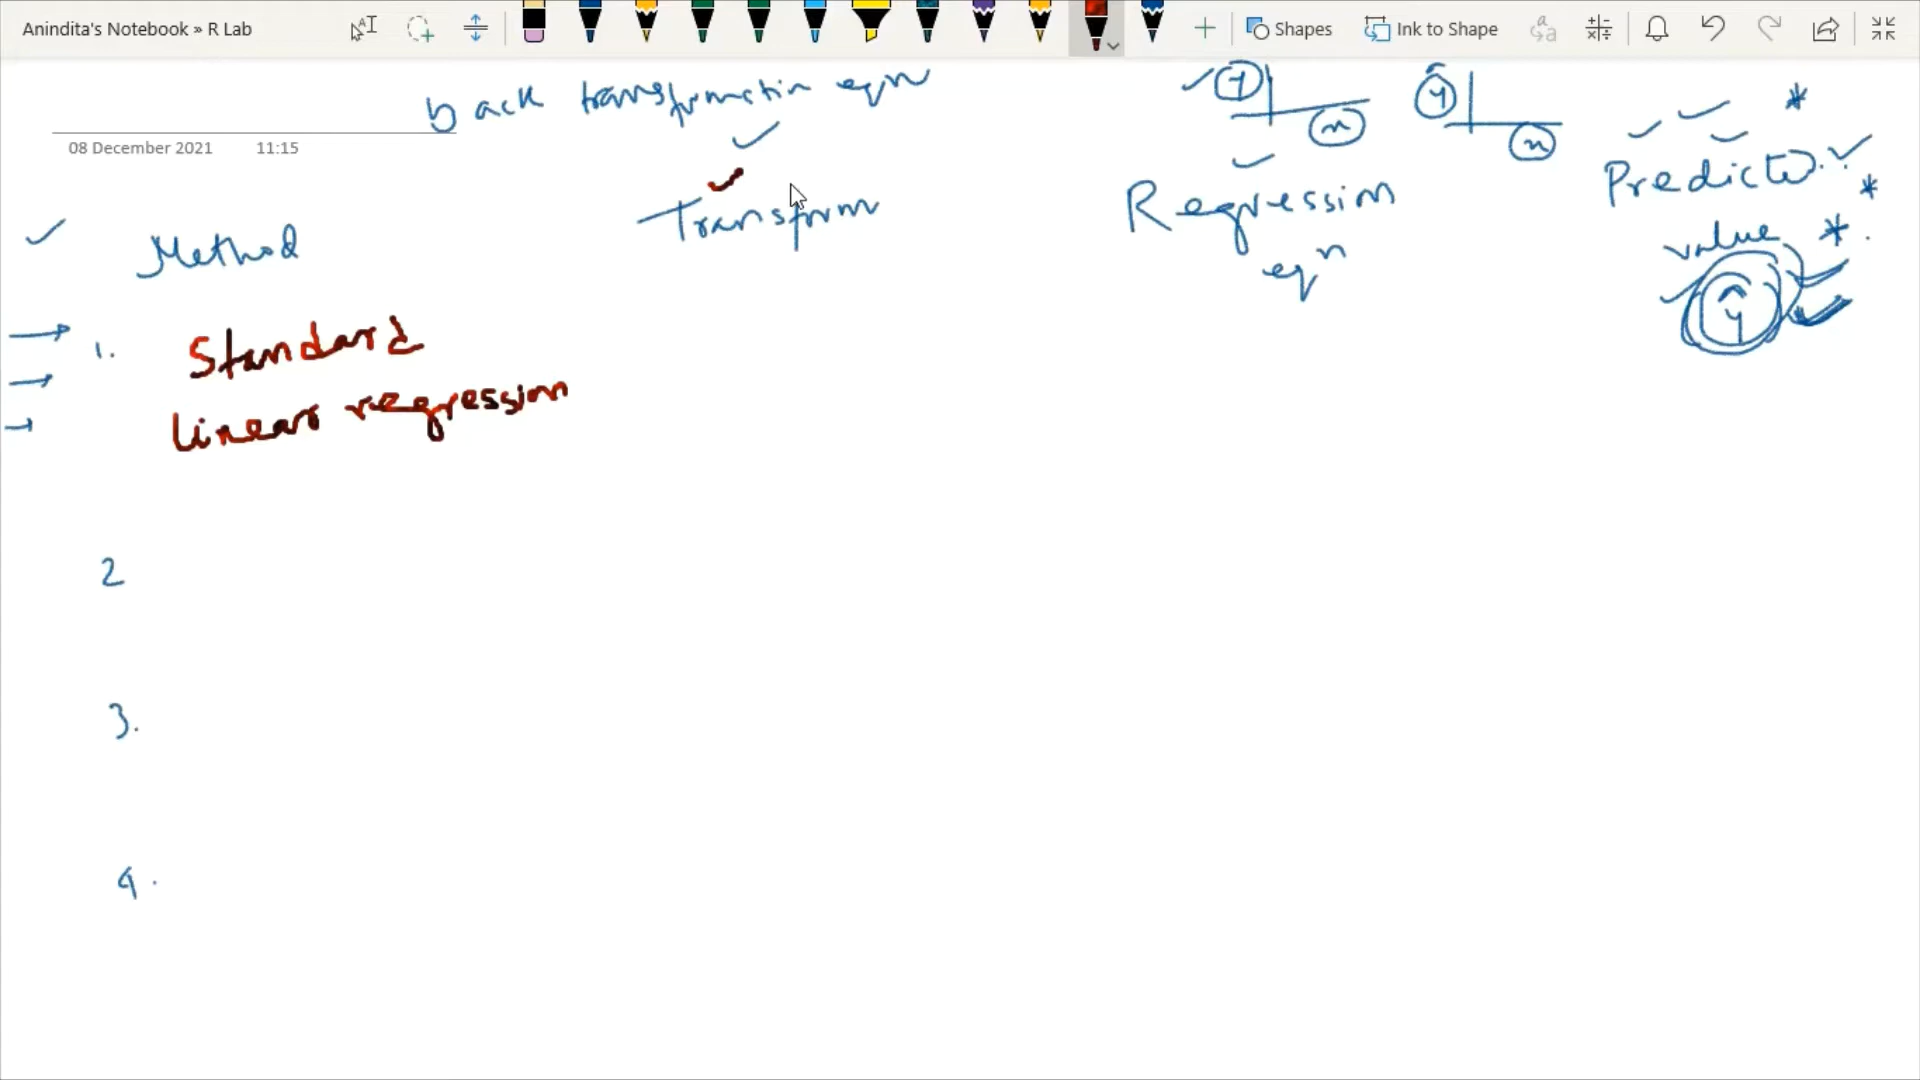 Anindita's Notebook » R Lab
Shapes
Ink to Shape
back transformatin eqn
y
n
ŷ
n
08 December 2021 11:15
Method
Transform
Regression
eqn
Predicted
value
ŷ
1. Standard
linear regression
2
3.
4.